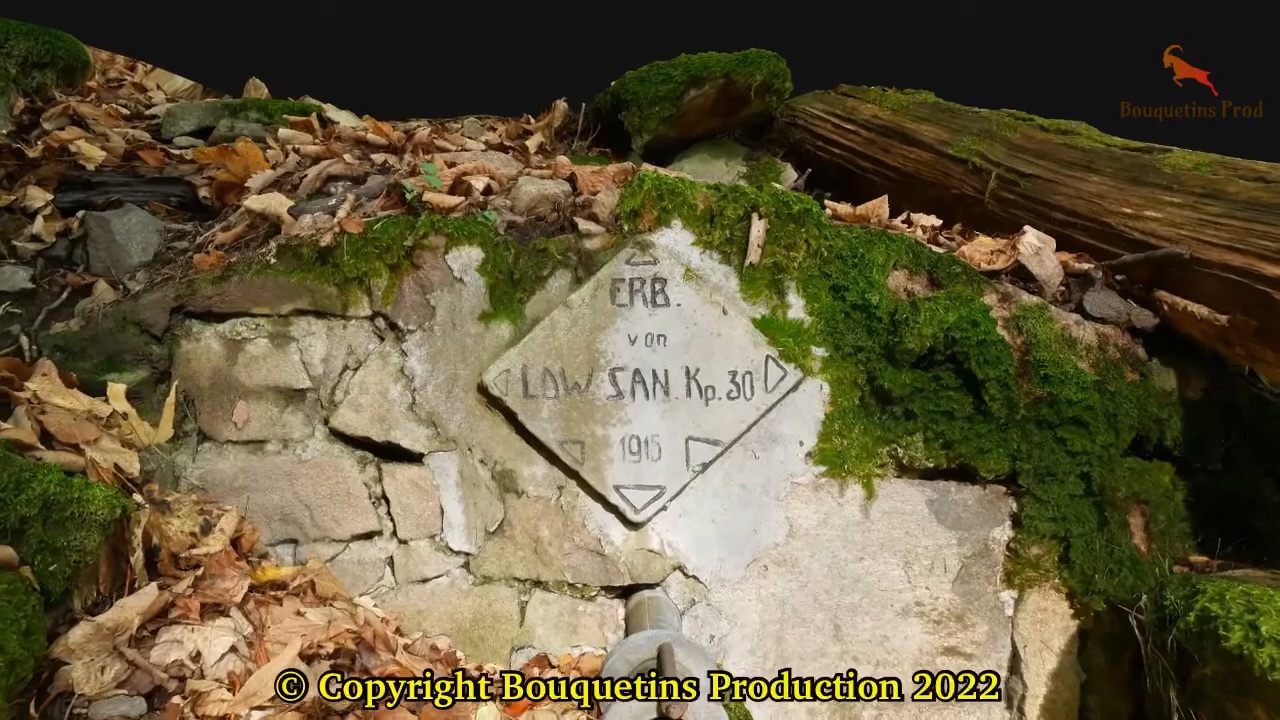 Bouquetins Prod
ERB.
von
LDW. SAN. Kp. 30
1915
© Copyright Bouquetins Production 2022